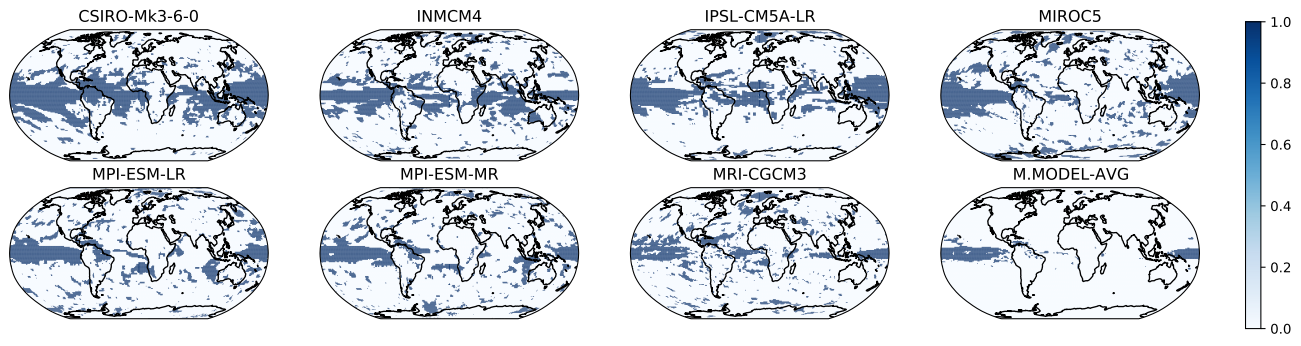 CSIRO-Mk3-6-0
INMCM4
IPSL-CM5A-LR
MIROC5
MPI-ESM-LR
MPI-ESM-MR
MRI-CGCM3
M.MODEL-AVG
1.0
0.8
0.6
0.4
0.2
0.0